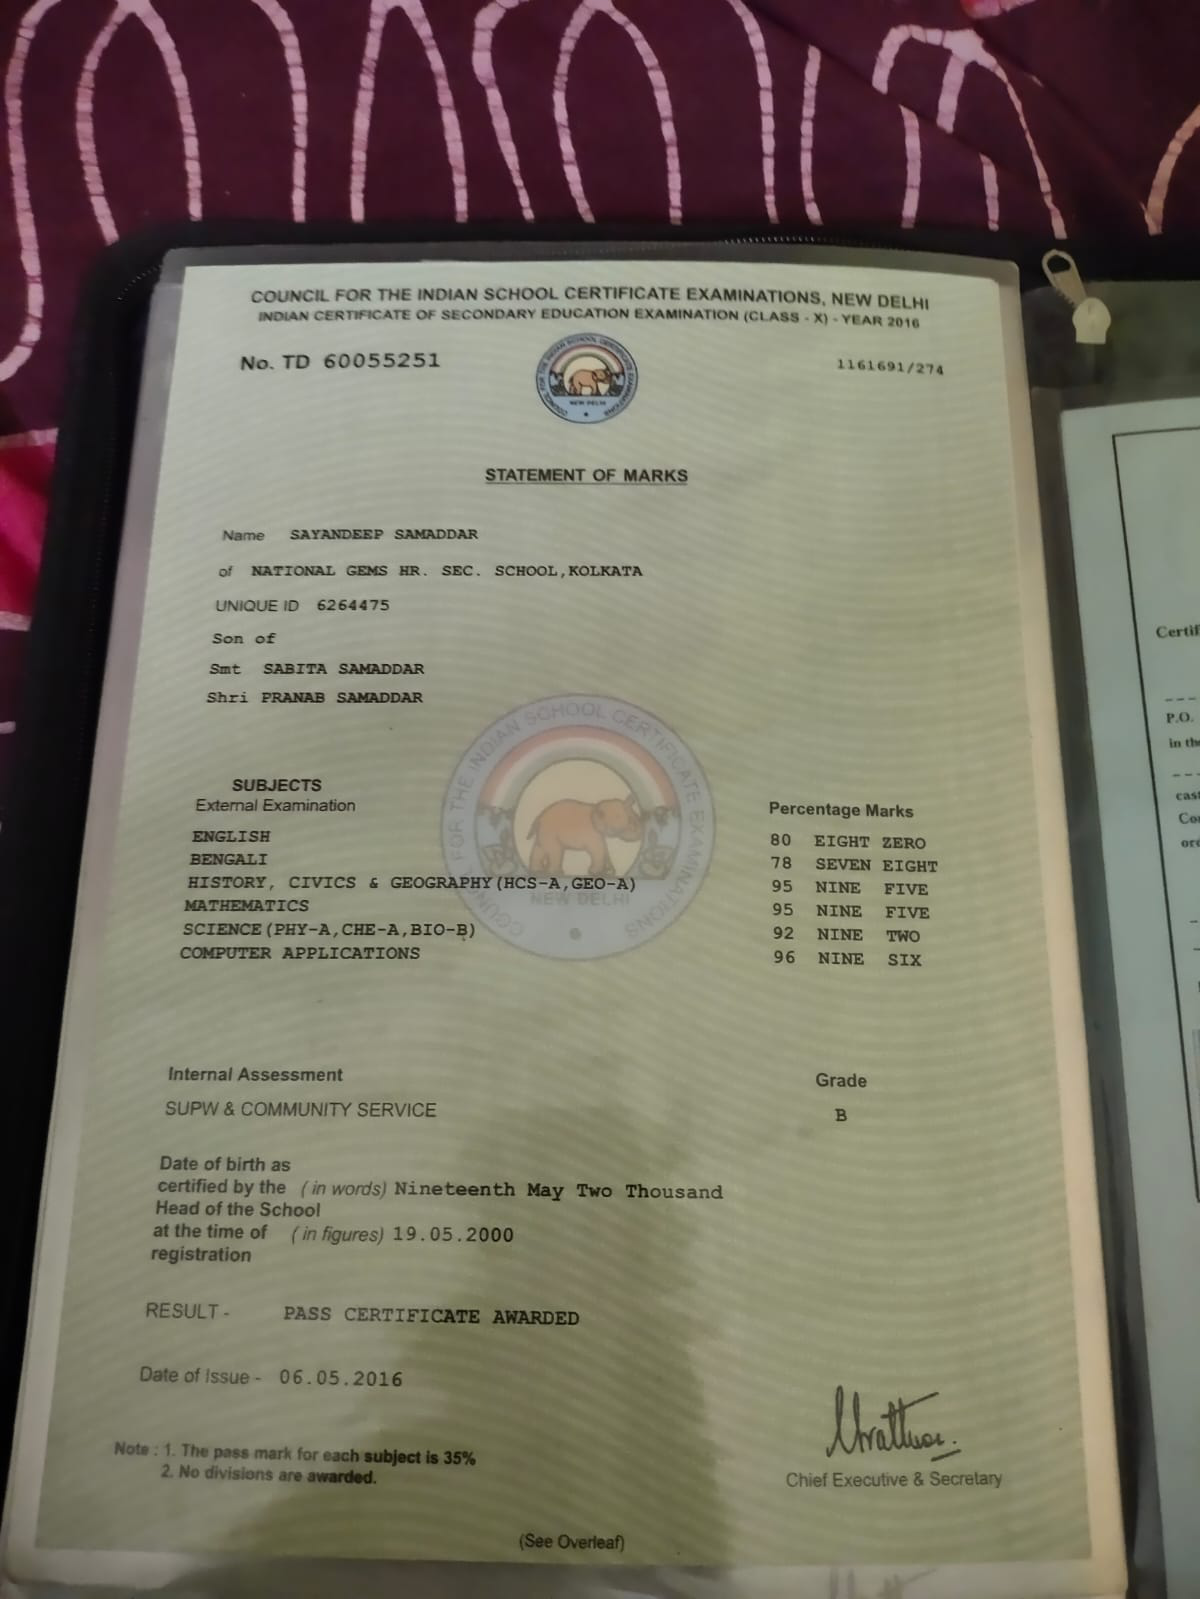 COUNCIL FOR THE INDIAN SCHOOL CERTIFICATE EXAMINATIONS, NEW DELHI
INDIAN CERTIFICATE OF SECONDARY EDUCATION EXAMINATION (CLASS - X) - YEAR 2016
No. TD 60055251
1161691/274
STATEMENT OF MARKS
Name SAYANDEEP SAMADDAR
of NATIONAL GEMS HR. SEC. SCHOOL,KOLKATA
UNIQUE ID 6264475
Son of
Smt SABITA SAMADDAR
Shri PRANAB SAMADDAR
SUBJECTS
External Examination Percentage Marks
ENGLISH 80 EIGHT ZERO
BENGALI 78 SEVEN EIGHT
HISTORY, CIVICS & GEOGRAPHY(HCS-A,GEO-A) 95 NINE FIVE
MATHEMATICS 95 NINE FIVE
SCIENCE(PHY-A,CHE-A,BIO-B) 92 NINE TWO
COMPUTER APPLICATIONS 96 NINE SIX
Internal Assessment Grade
SUPW & COMMUNITY SERVICE B
Date of birth as
certified by the (in words) Nineteenth May Two Thousand
Head of the School
at the time of (in figures) 19.05.2000
registration
RESULT - PASS CERTIFICATE AWARDED
Date of Issue - 06.05.2016
Note : 1. The pass mark for each subject is 35%
2. No divisions are awarded.
Chief Executive & Secretary
(See Overleaf)
COUNCIL FOR THE INDIAN SCHOOL CERTIFICATE EXAMINATIONS
NEW DELHI
P.O.